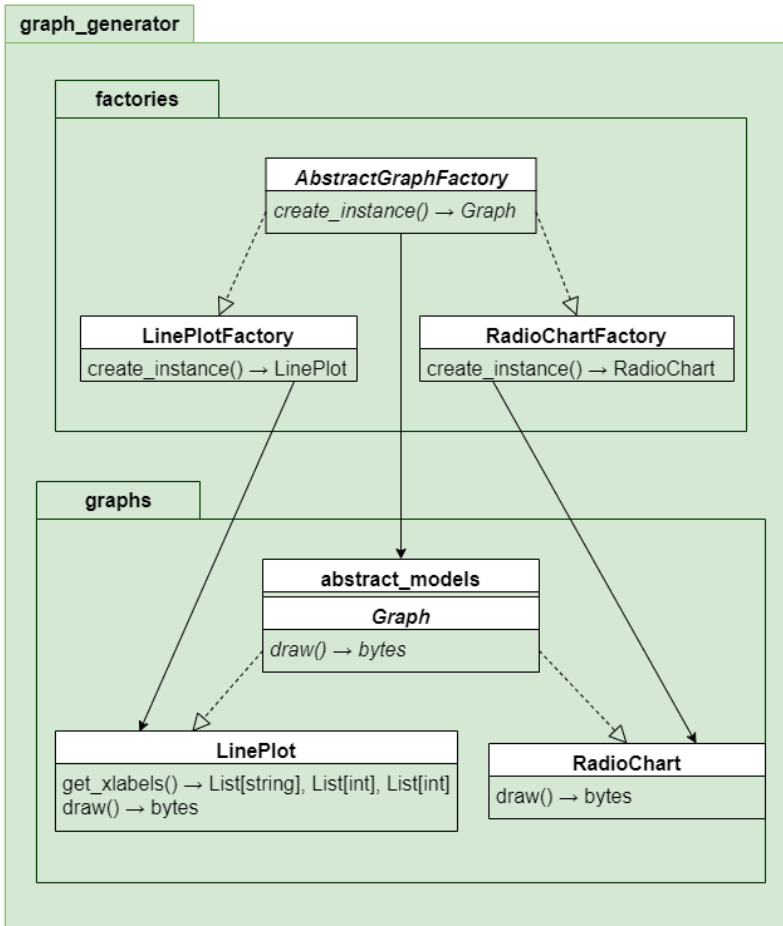 graph_generator
factories
AbstractGraphFactory
create_instance() → Graph
LinePlotFactory
create_instance() → LinePlot
RadioChartFactory
create_instance() → RadioChart
graphs
abstract_models
Graph
draw() → bytes
LinePlot
get_xlabels() → List[string], List[int], List[int]
draw() → bytes
RadioChart
draw() → bytes